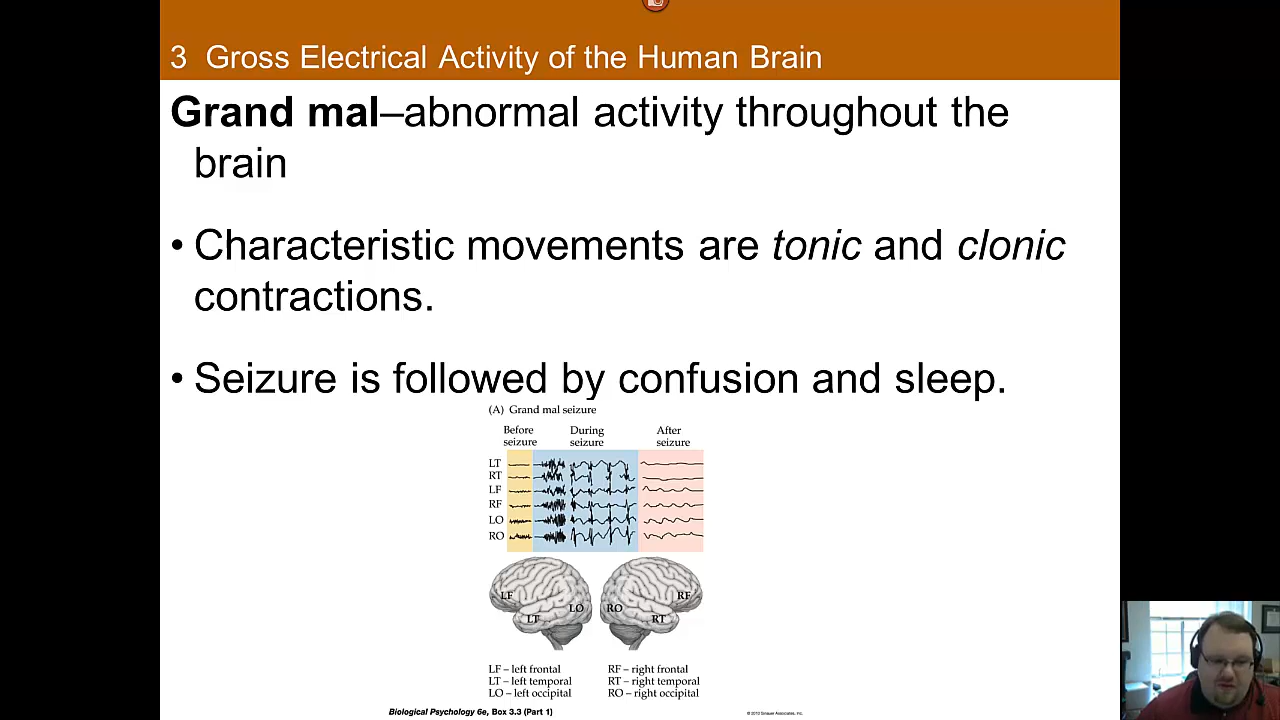 3 Gross Electrical Activity of the Human Brain
Grand mal–abnormal activity throughout the
brain
• Characteristic movements are tonic and clonic
contractions.
• Seizure is followed by confusion and sleep.
(A) Grand mal seizure
Before seizure
During seizure
After seizure
LT
RT
LF
RF
LO
RO
LF LO RO RF
LT RT
LF – left frontal RF – right frontal
LT – left temporal RT – right temporal
LO – left occipital RO – right occipital
Biological Psychology 6e, Box 3.3 (Part 1) © 2010 Sinauer Associates, Inc.